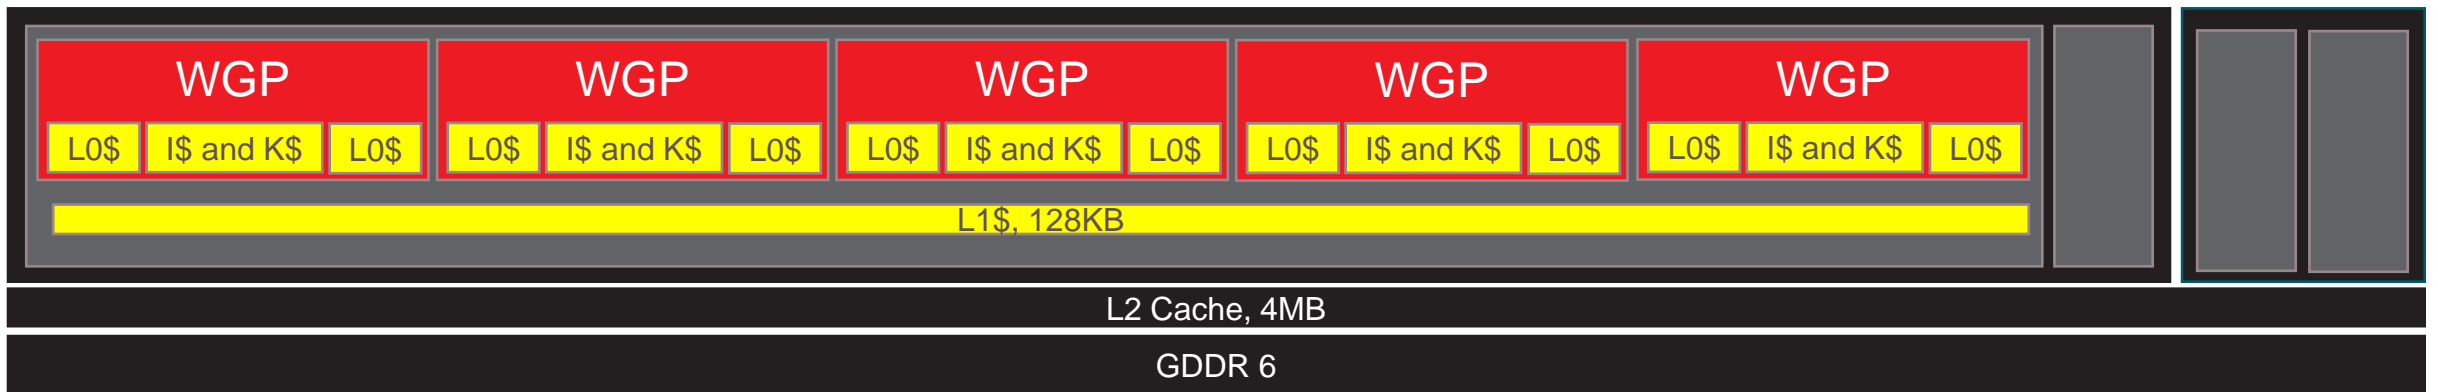 WGP WGP WGP WGP WGP
L0$ I$ and K$ L0$ L0$ I$ and K$ L0$ L0$ I$ and K$ L0$ L0$ I$ and K$ L0$ L0$ I$ and K$ L0$
L1$, 128KB
L2 Cache, 4MB
GDDR 6